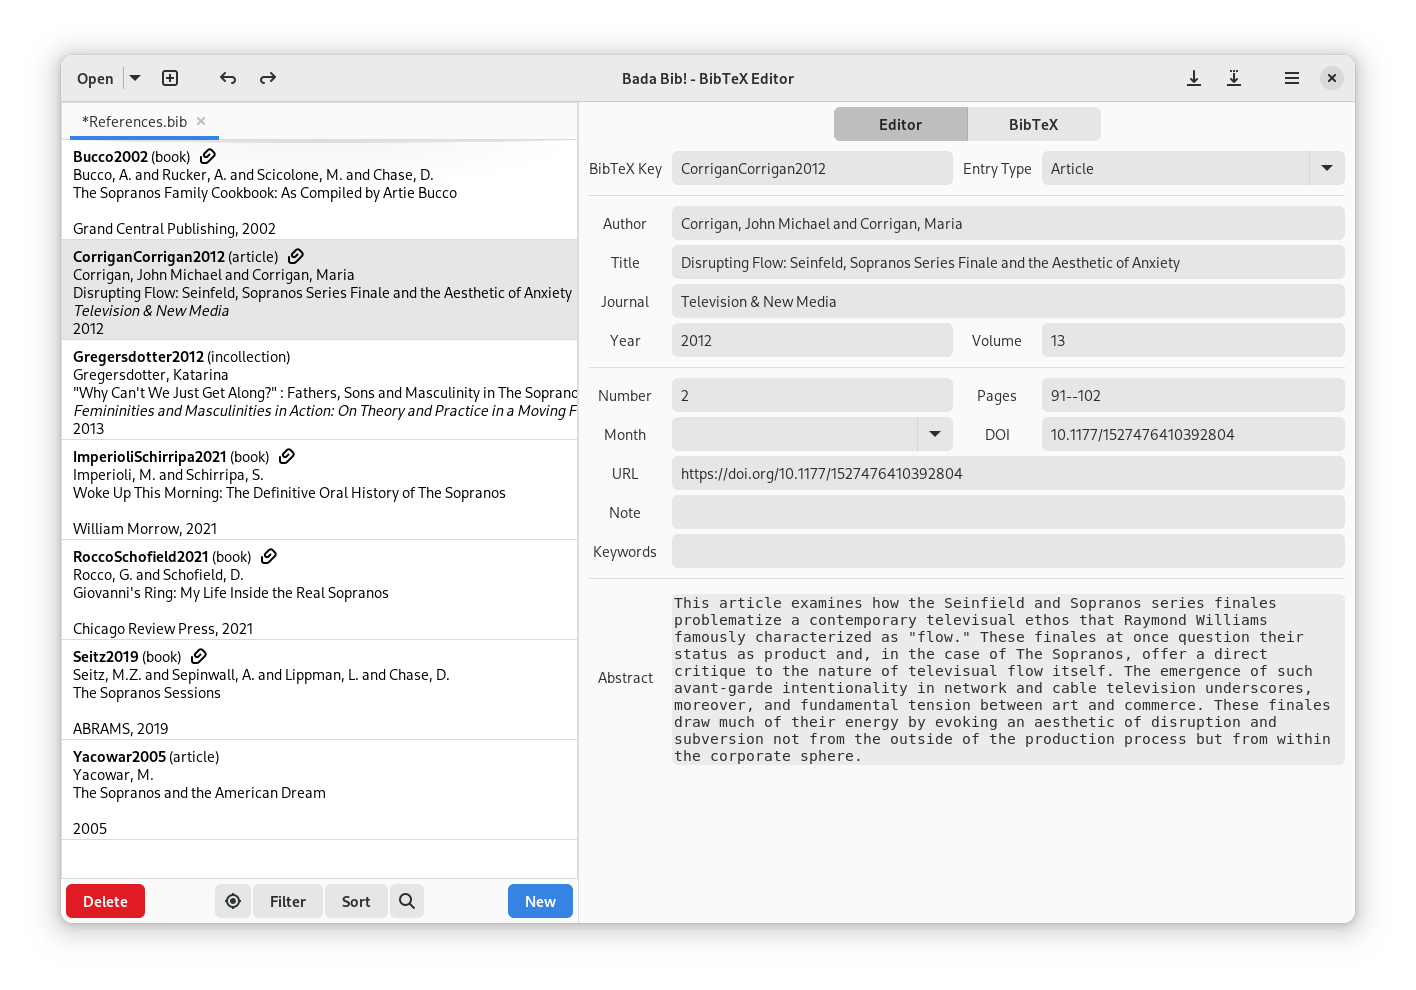 Open
Bada Bib! - BibTeX Editor
*References.bib
Bucco2002 (book)
Bucco, A. and Rucker, A. and Scicolone, M. and Chase, D.
The Sopranos Family Cookbook: As Compiled by Artie Bucco
Grand Central Publishing, 2002
CorriganCorrigan2012 (article)
Corrigan, John Michael and Corrigan, Maria
Disrupting Flow: Seinfeld, Sopranos Series Finale and the Aesthetic of Anxiety
Television & New Media
2012
Gregersdotter2012 (incollection)
Gregersdotter, Katarina
"Why Can't We Just Get Along?" : Fathers, Sons and Masculinity in The Soprano
Femininities and Masculinities in Action: On Theory and Practice in a Moving F
2013
ImperioliSchirripa2021 (book)
Imperioli, M. and Schirripa, S.
Woke Up This Morning: The Definitive Oral History of The Sopranos
William Morrow, 2021
RoccoSchofield2021 (book)
Rocco, G. and Schofield, D.
Giovanni's Ring: My Life Inside the Real Sopranos
Chicago Review Press, 2021
Seitz2019 (book)
Seitz, M.Z. and Sepinwall, A. and Lippman, L. and Chase, D.
The Sopranos Sessions
ABRAMS, 2019
Yacowar2005 (article)
Yacowar, M.
The Sopranos and the American Dream
2005
Delete
Filter
Sort
New
Editor
BibTeX
BibTeX Key CorriganCorrigan2012 Entry Type Article
Author Corrigan, John Michael and Corrigan, Maria
Title Disrupting Flow: Seinfeld, Sopranos Series Finale and the Aesthetic of Anxiety
Journal Television & New Media
Year 2012 Volume 13
Number 2 Pages 91--102
Month DOI 10.1177/1527476410392804
URL https://doi.org/10.1177/1527476410392804
Note
Keywords
Abstract
This article examines how the Seinfield and Sopranos series finales
problematize a contemporary televisual ethos that Raymond Williams
famously characterized as "flow." These finales at once question their
status as product and, in the case of The Sopranos, offer a direct
critique to the nature of televisual flow itself. The emergence of such
avant-garde intentionality in network and cable television underscores,
moreover, and fundamental tension between art and commerce. These finales
draw much of their energy by evoking an aesthetic of disruption and
subversion not from the outside of the production process but from within
the corporate sphere.